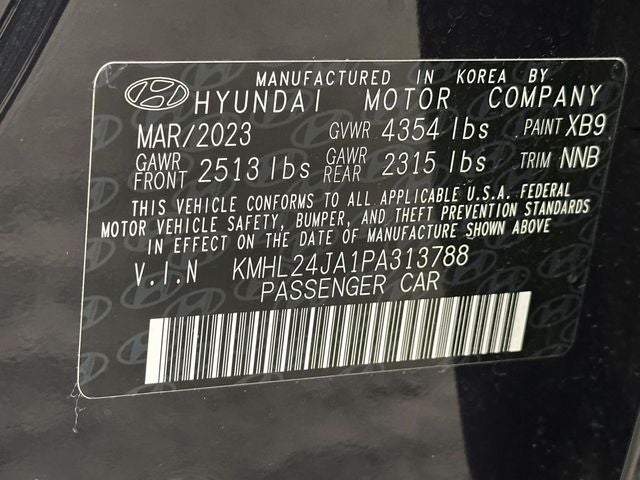 MANUFACTURED IN KOREA BY
HYUNDAI MOTOR COMPANY
MAR/2023 GVWR 4354 lbs PAINT XB9
GAWR FRONT 2513 lbs GAWR REAR 2315 lbs TRIM NNB
THIS VEHICLE CONFORMS TO ALL APPLICABLE U.S.A. FEDERAL
MOTOR VEHICLE SAFETY, BUMPER, AND THEFT PREVENTION STANDARDS
IN EFFECT ON THE DATE OF MANUFACTURE SHOWN ABOVE
V.I.N KMHL24JA1PA313788
PASSENGER CAR